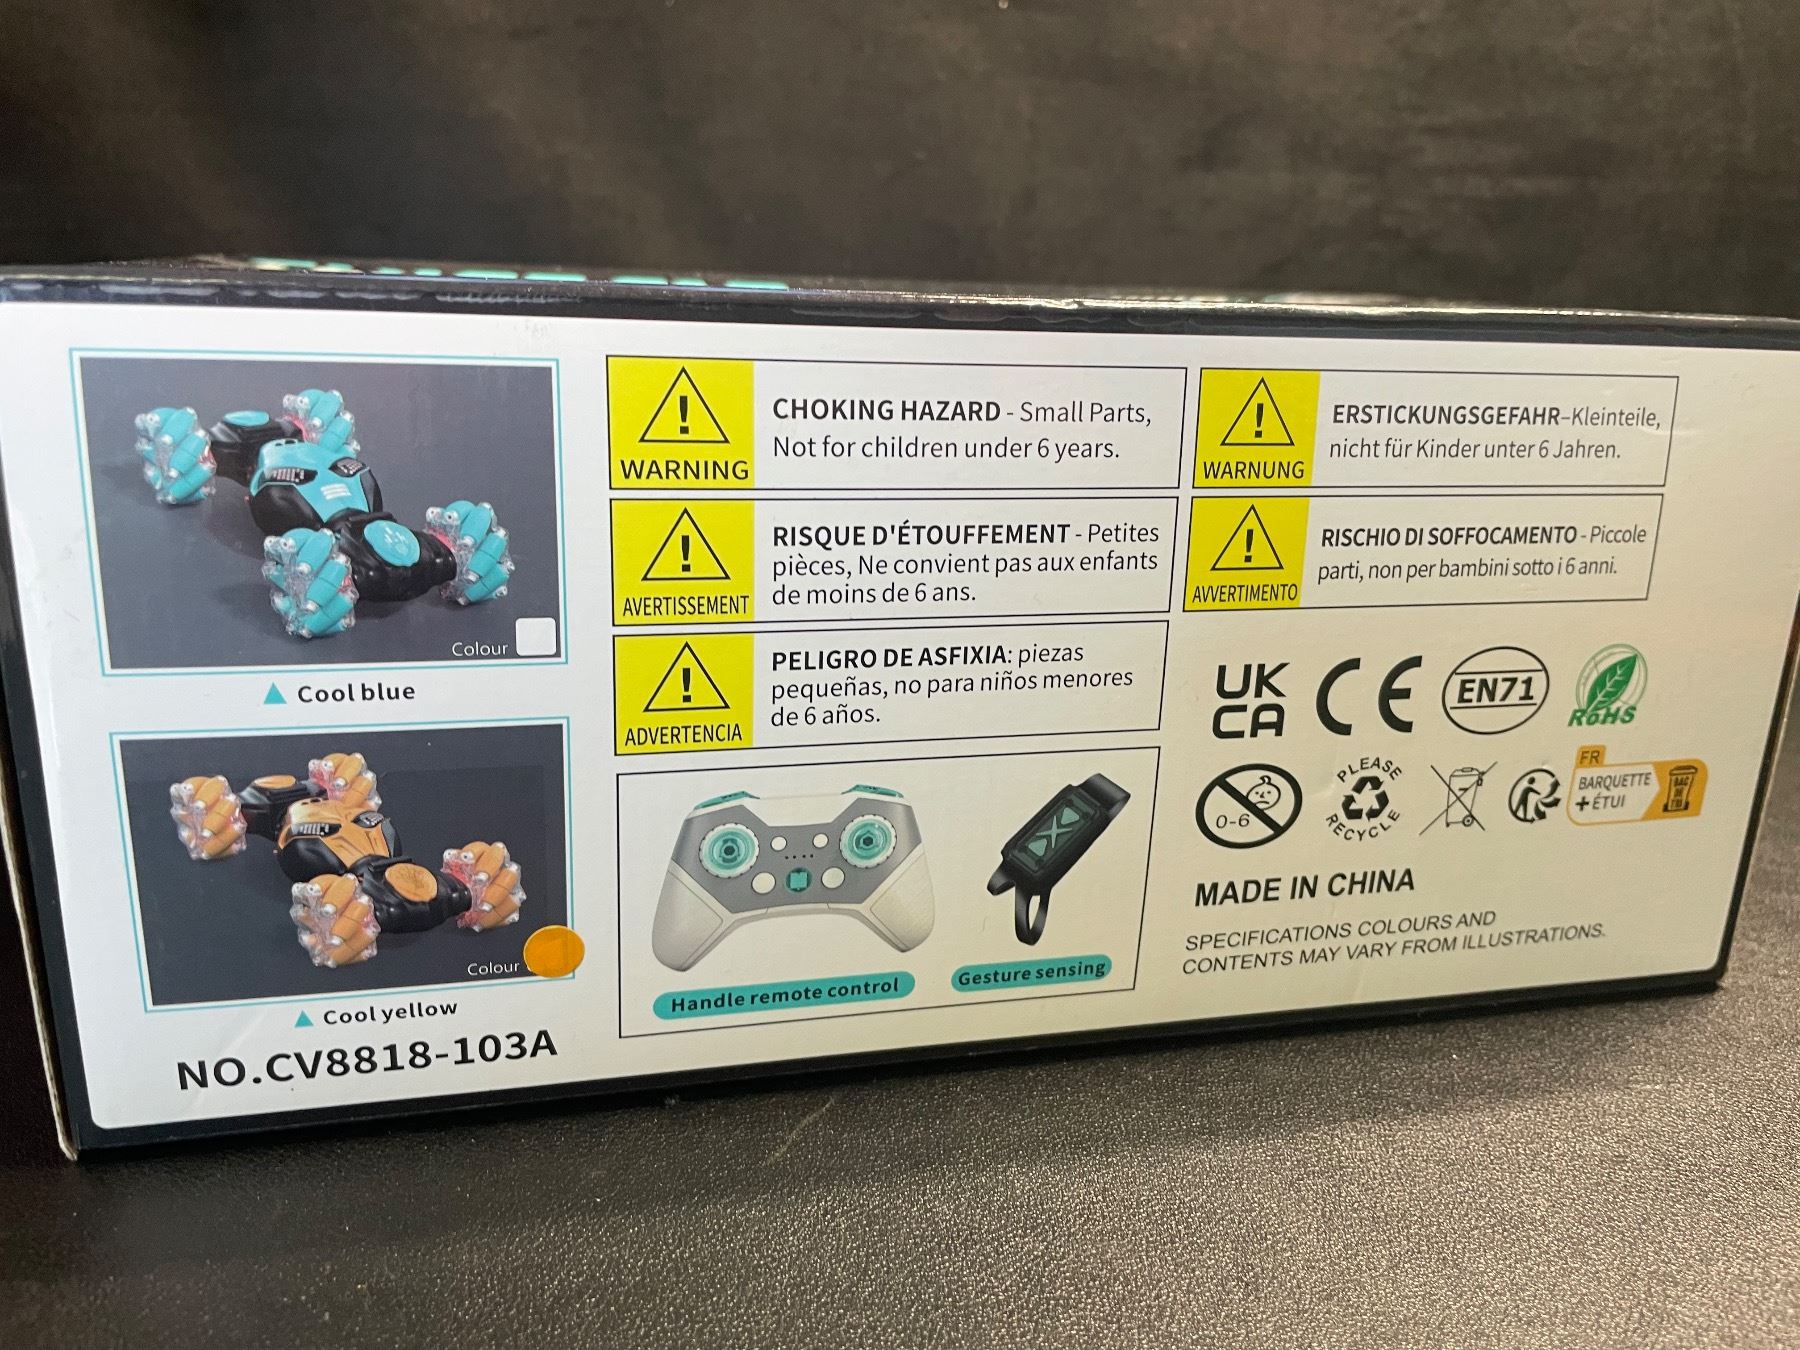 Colour
Cool blue
Colour
Cool yellow
NO.CV8818-103A
WARNING
CHOKING HAZARD - Small Parts,
Not for children under 6 years.
AVERTISSEMENT
RISQUE D'ÉTOUFFEMENT - Petites
pièces, Ne convient pas aux enfants
de moins de 6 ans.
ADVERTENCIA
PELIGRO DE ASFIXIA: piezas
pequeñas, no para niños menores
de 6 años.
Handle remote control
Gesture sensing
WARNUNG
ERSTICKUNGSGEFAHR-Kleinteile,
nicht für Kinder unter 6 Jahren.
AVVERTIMENTO
RISCHIO DI SOFFOCAMENTO - Piccole
parti, non per bambini sotto i 6 anni.
UK
CA
CE
EN71
RoHS
0-6
PLEASE
RECYCLE
FR
BARQUETTE
+ÉTUI
BAC
DE
TRI
MADE IN CHINA
SPECIFICATIONS COLOURS AND
CONTENTS MAY VARY FROM ILLUSTRATIONS.